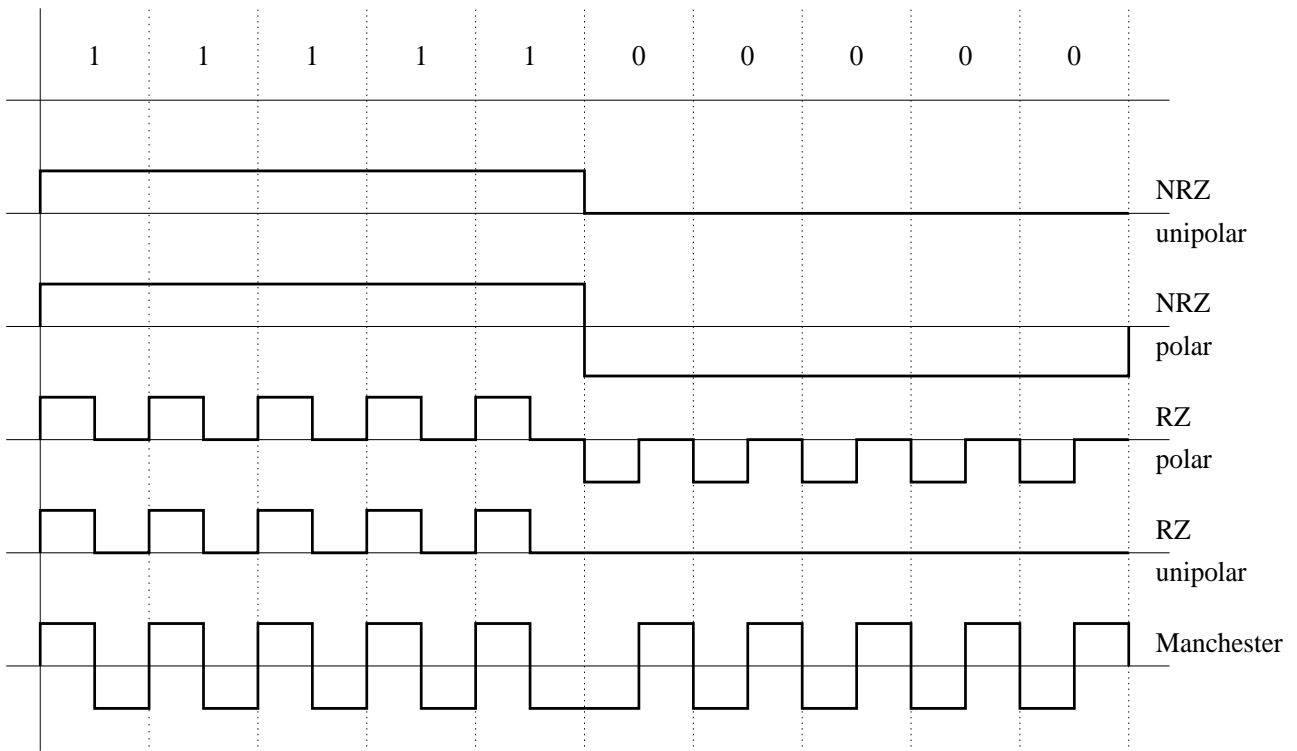 1 1 1 1 1 0 0 0 0 0
NRZ
unipolar
NRZ
polar
RZ
polar
RZ
unipolar
Manchester